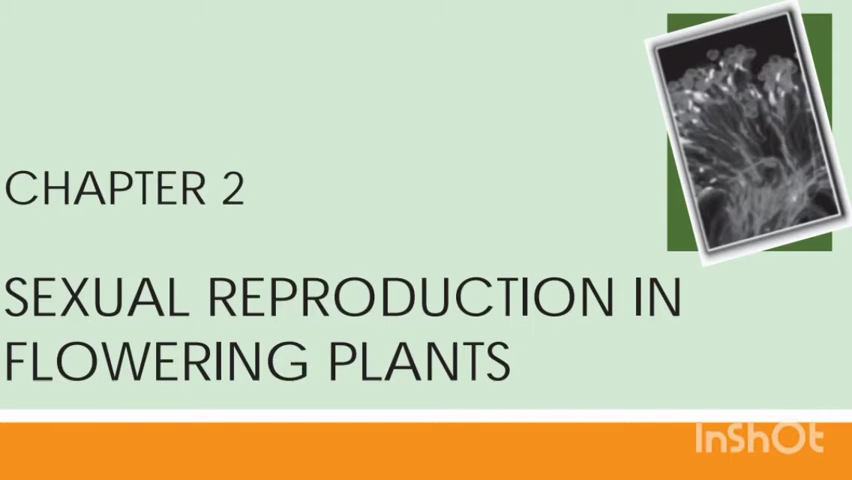 CHAPTER 2
SEXUAL REPRODUCTION IN
FLOWERING PLANTS
InShOt